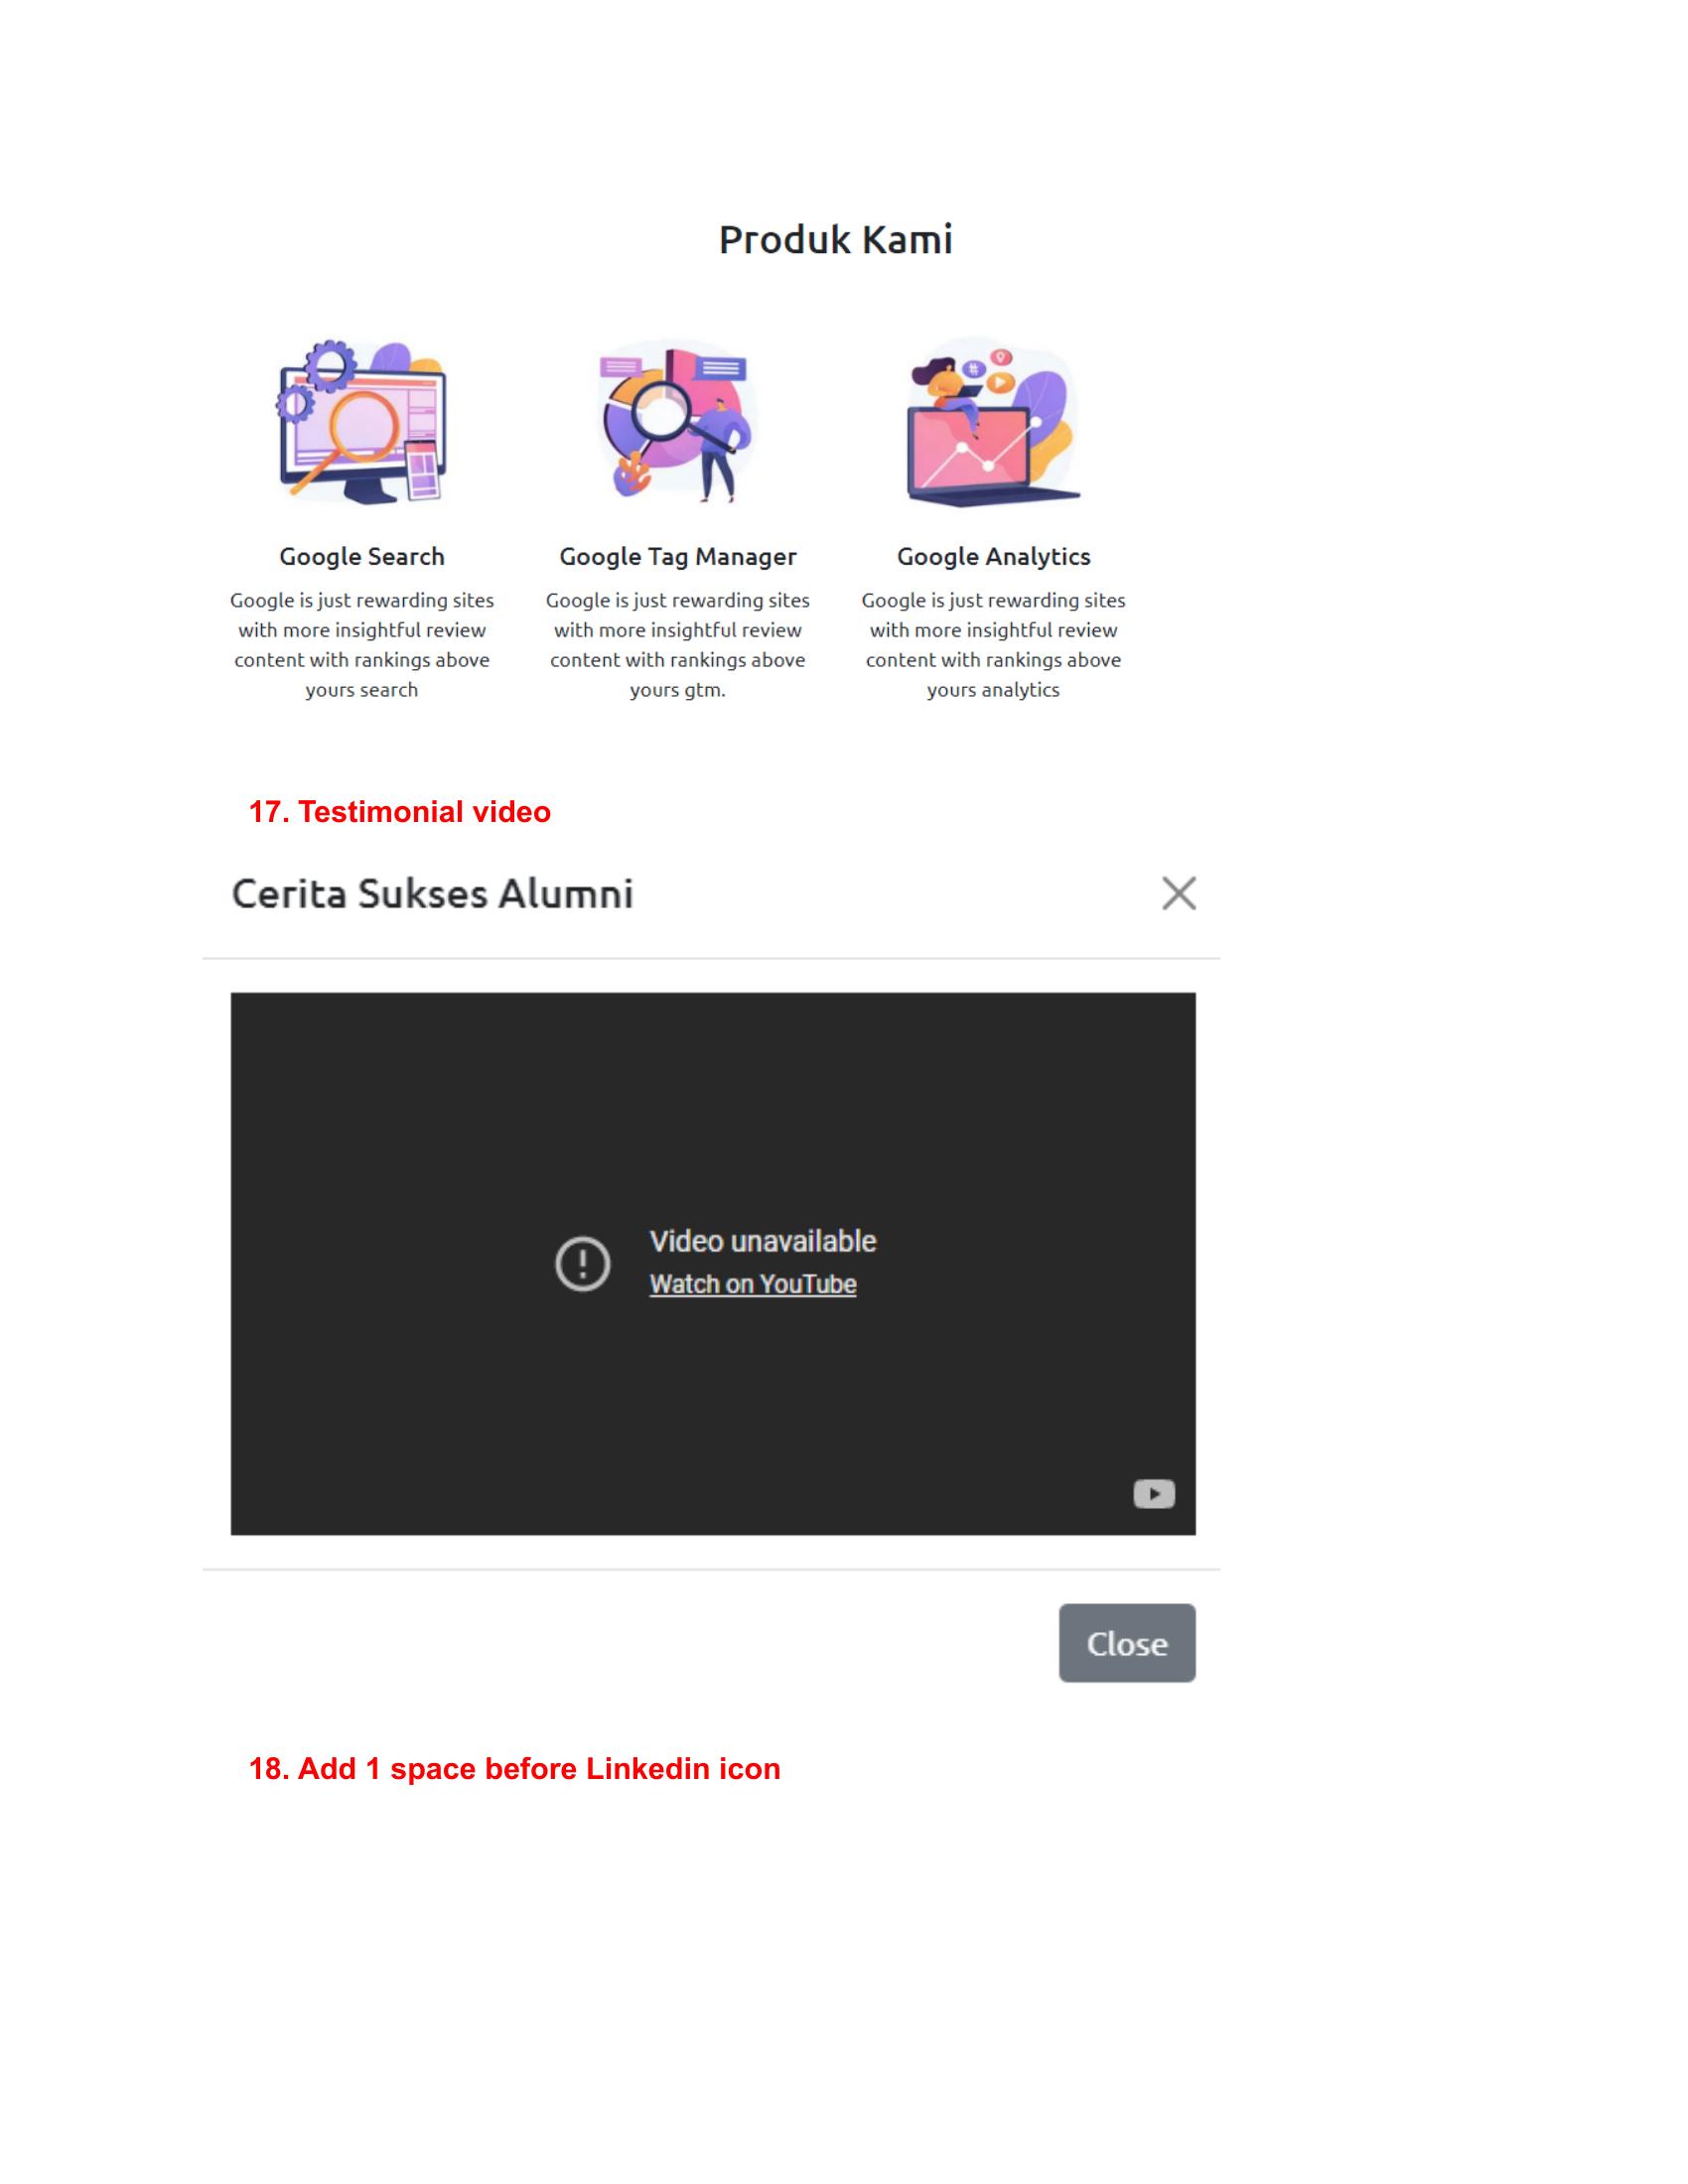 Produk Kami
Google Search
Google is just rewarding sites
with more insightful review
content with rankings above
yours search
Google Tag Manager
Google is just rewarding sites
with more insightful review
content with rankings above
yours gtm.
Google Analytics
Google is just rewarding sites
with more insightful review
content with rankings above
yours analytics
17. Testimonial video
Cerita Sukses Alumni
Video unavailable
Watch on YouTube
Close
18. Add 1 space before Linkedin icon